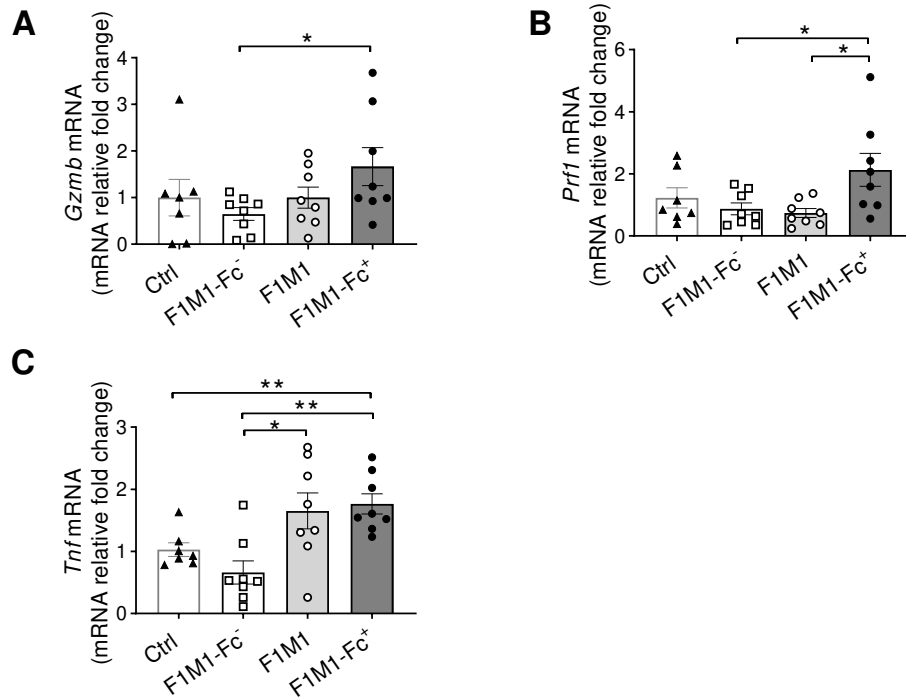 A
Gzmb mRNA
(mRNA relative fold change)
4
3
2
1
0
*
Ctrl
F1M1-Fc⁻
F1M1
F1M1-Fc⁺
B
Prf1 mRNA
(mRNA relative fold change)
6
4
2
0
*
*
Ctrl
F1M1-Fc⁻
F1M1
F1M1-Fc⁺
C
Tnf mRNA
(mRNA relative fold change)
3
2
1
0
**
**
*
Ctrl
F1M1-Fc⁻
F1M1
F1M1-Fc⁺